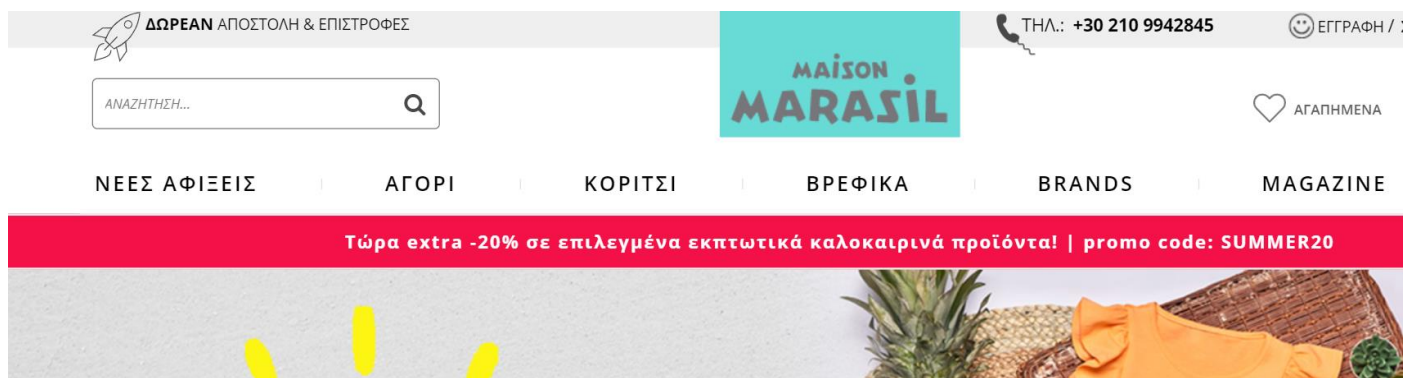 ΔΩΡΕΑΝ ΑΠΟΣΤΟΛΗ & ΕΠΙΣΤΡΟΦΕΣ
ΤΗΛ.: +30 210 9942845
ΕΓΓΡΑΦΗ /
ΑΝΑΖΗΤΗΣΗ...
MAISON
MARASIL
ΑΓΑΠΗΜΕΝΑ
ΝΕΕΣ ΑΦΙΞΕΙΣ
ΑΓΟΡΙ
ΚΟΡΙΤΣΙ
ΒΡΕΦΙΚΑ
BRANDS
MAGAZINE
Τώρα extra -20% σε επιλεγμένα εκπτωτικά καλοκαιρινά προϊόντα! | promo code: SUMMER20